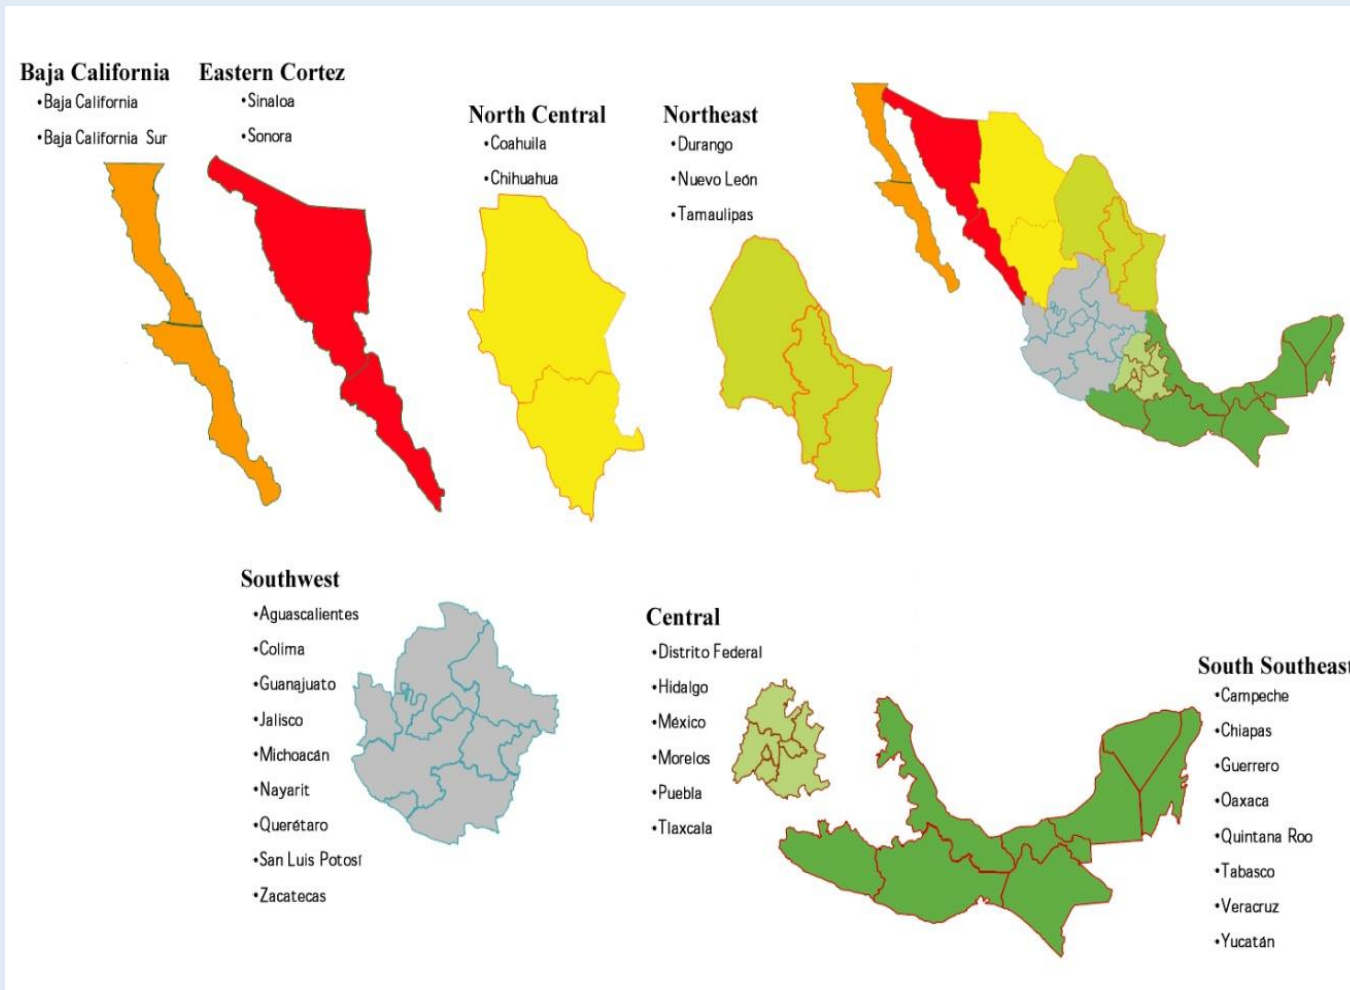 Baja California
•Baja California
•Baja California Sur
Eastern Cortez
•Sinaloa
•Sonora
North Central
•Coahuila
•Chihuahua
Northeast
•Durango
•Nuevo León
•Tamaulipas
Southwest
•Aguascalientes
•Colima
•Guanajuato
•Jalisco
•Michoacán
•Nayarit
•Querétaro
•San Luis Potosí
•Zacatecas
Central
•Distrito Federal
•Hidalgo
•México
•Morelos
•Puebla
•Tlaxcala
South Southeast
•Campeche
•Chiapas
•Guerrero
•Oaxaca
•Quintana Roo
•Tabasco
•Veracruz
•Yucatán